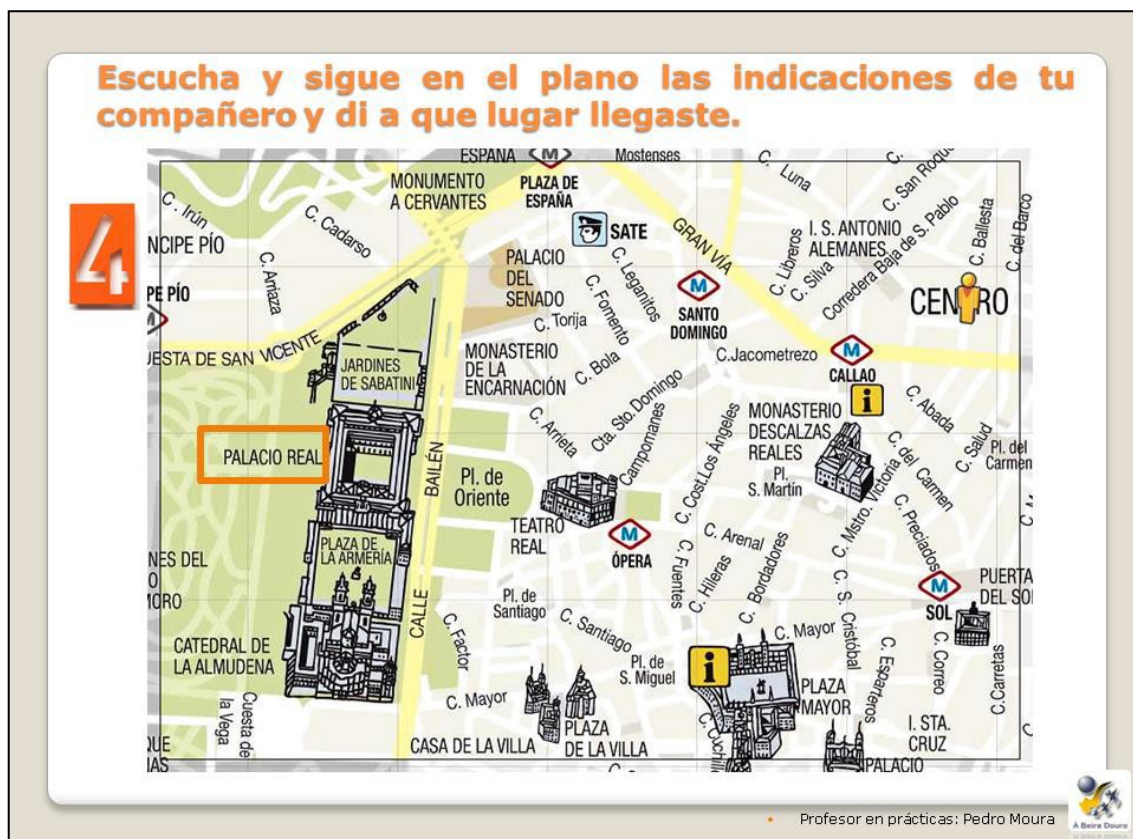 Escucha y sigue en el plano las indicaciones de tu
compañero y di a que lugar llegaste.
4
ESPAÑA
M
Mostenses
PLAZA DE
ESPAÑA
MONUMENTO
A CERVANTES
C. Irún
C. Cadarso
C. Luna
C. San Roque
NCIPE PÍO
C. Arriaza
SATE
GRAN VÍA
I. S. ANTONIO
ALEMANES
C. Ballesta
C. del Barco
PALACIO
DEL
SENADO
C. Leganitos
C. Fomento
C. Libreros
C. Silva
Corredera Baja de S. Pablo
PE PÍO
M
CENTRO
M
SANTO
DOMINGO
C. Torija
UESTA DE SAN VICENTE
JARDINES
DE SABATINI
MONASTERIO
DE LA
ENCARNACIÓN
C. Bola
C.Jacometrezo
M
CALLAO
i
PALACIO REAL
BAILÉN
C. Arrieta
Cta. Sto. Domingo
Campomanes
C. Cost.Los Ángeles
MONASTERIO
DESCALZAS
REALES
Pl.
S. Martín
C. Abada
C. Salud
Pl. del
Carmen
C. del Carmen
C. Mstro. Victoria
C. Preciados
Pl. de
Oriente
TEATRO
REAL
M
ÓPERA
C. Arenal
PLAZA DE
LA ARMERÍA
NES DEL
O
MORO
C. Fuentes
C. Hileras
C. Bordadores
M
SOL
PUERTA
DEL SOL
CALLE
Pl. de
Santiago
C. Santiago
C. Factor
C. Mayor
C. S. Cristóbal
C. Esparteros
C. Correo
C.Carretas
CATEDRAL DE
LA ALMUDENA
Pl. de
S. Miguel
i
PLAZA
MAYOR
Cuesta de
la Vega
C. Mayor
CASA DE LA VILLA
PLAZA
DE LA VILLA
C. Cuchill
I. STA.
CRUZ
PALACIO
QUE
IAS
Profesor en prácticas: Pedro Moura
A Beira Douro